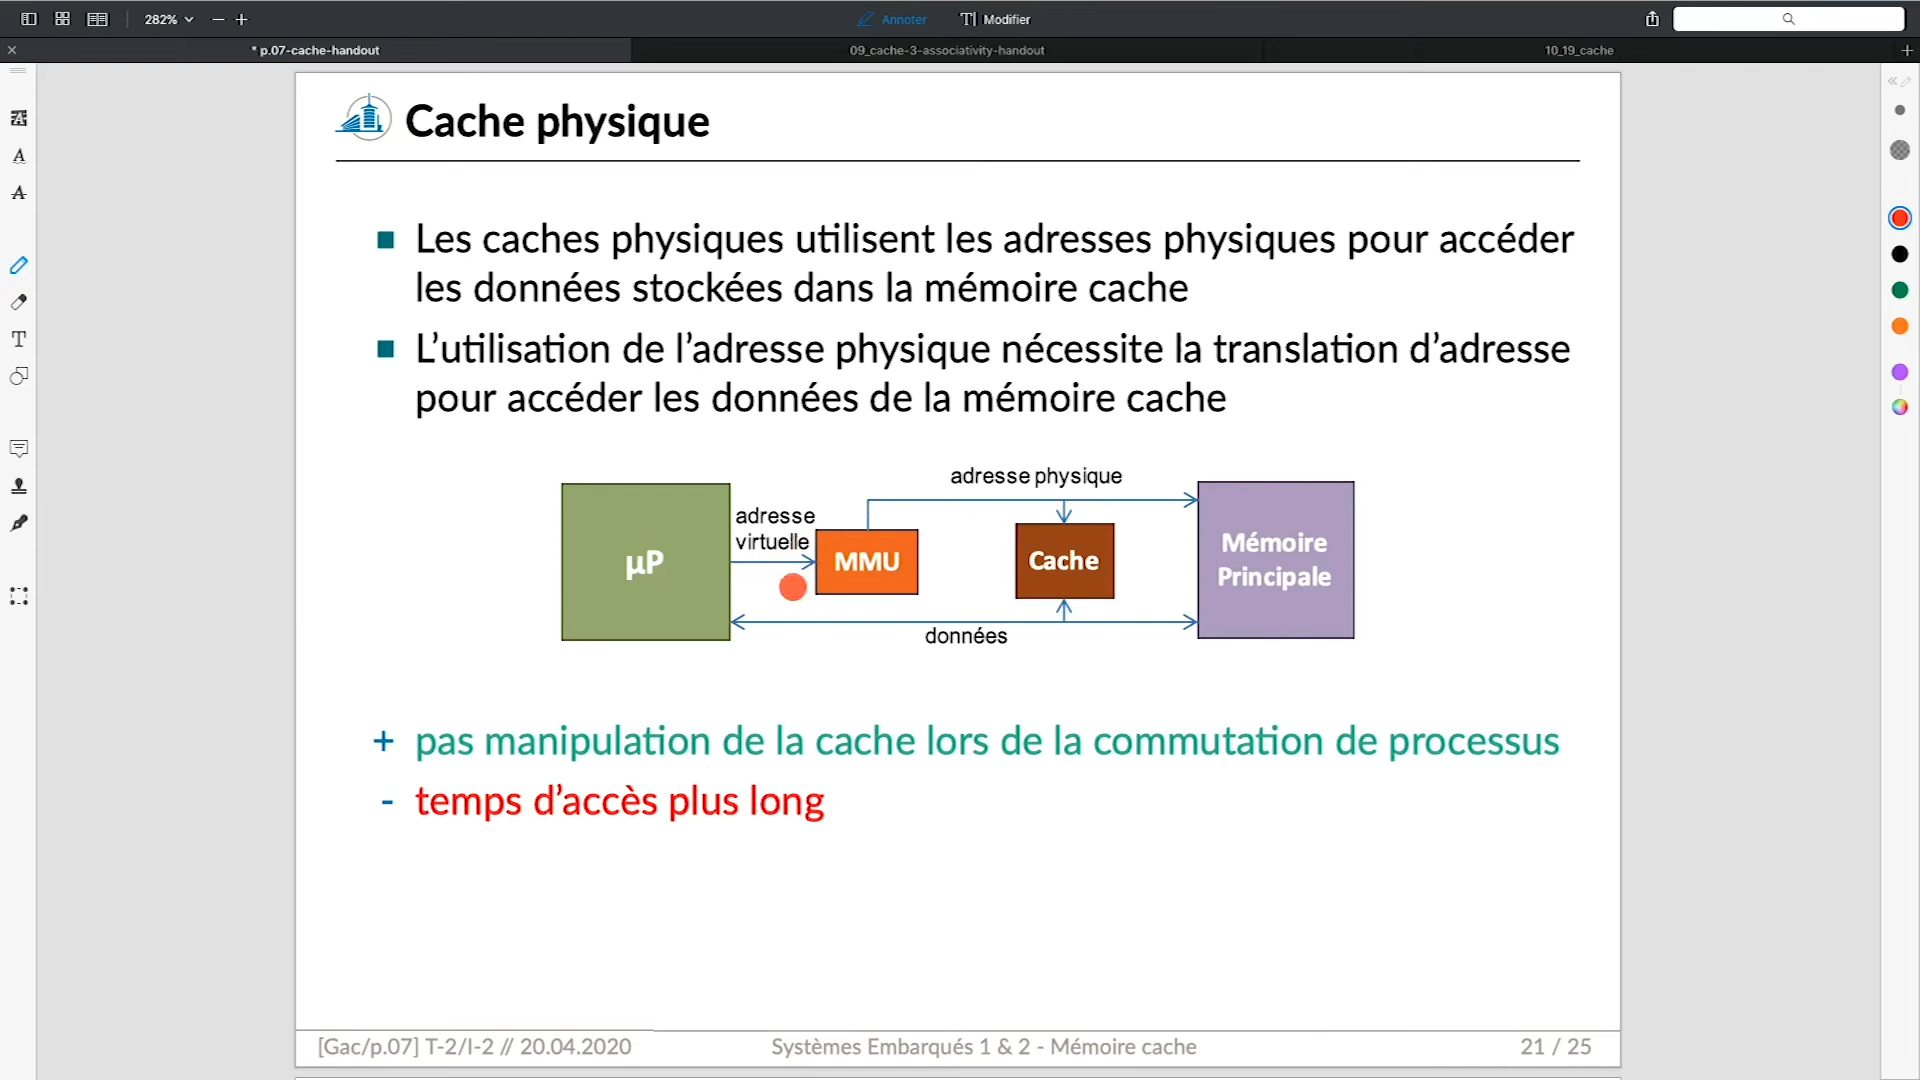 282%
Annoter
Modifier
* p.07-cache-handout
09_cache-3-associativity-handout
10_19_cache
Cache physique
Les caches physiques utilisent les adresses physiques pour accéder
les données stockées dans la mémoire cache
L’utilisation de l’adresse physique nécessite la translation d’adresse
pour accéder les données de la mémoire cache
adresse physique
adresse
virtuelle
µP
MMU
Cache
Mémoire
Principale
données
+ pas manipulation de la cache lors de la commutation de processus
- temps d’accès plus long
[Gac/p.07] T-2/I-2 // 20.04.2020
Systèmes Embarqués 1 & 2 - Mémoire cache
21 / 25